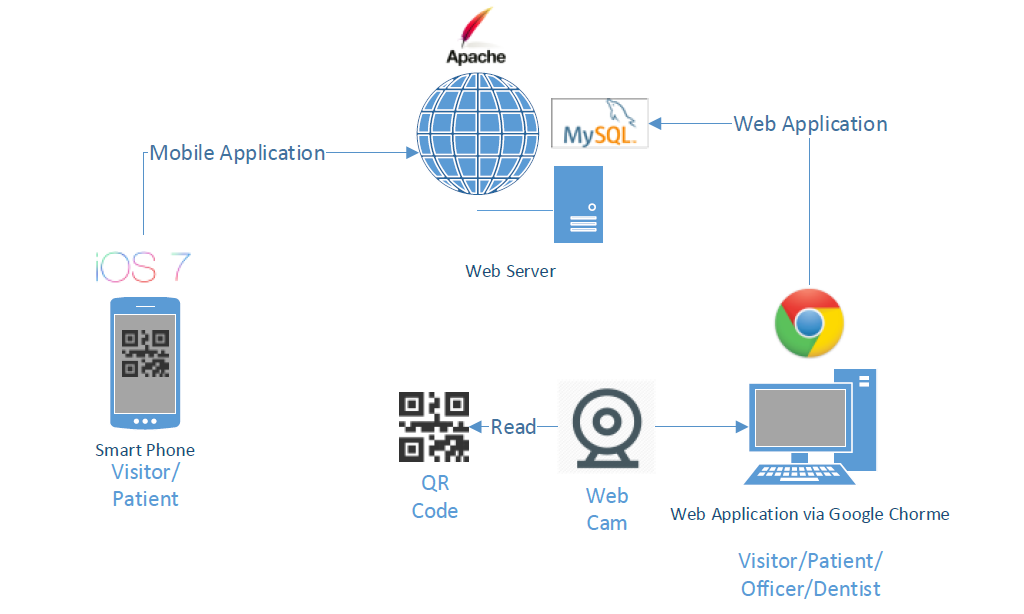 Apache
MySQL™
Web Application
Mobile Application
iOS 7
Web Server
Smart Phone
Visitor/
Patient
Read
QR
Code
Web
Cam
Web Application via Google Chorme
Visitor/Patient/
Officer/Dentist